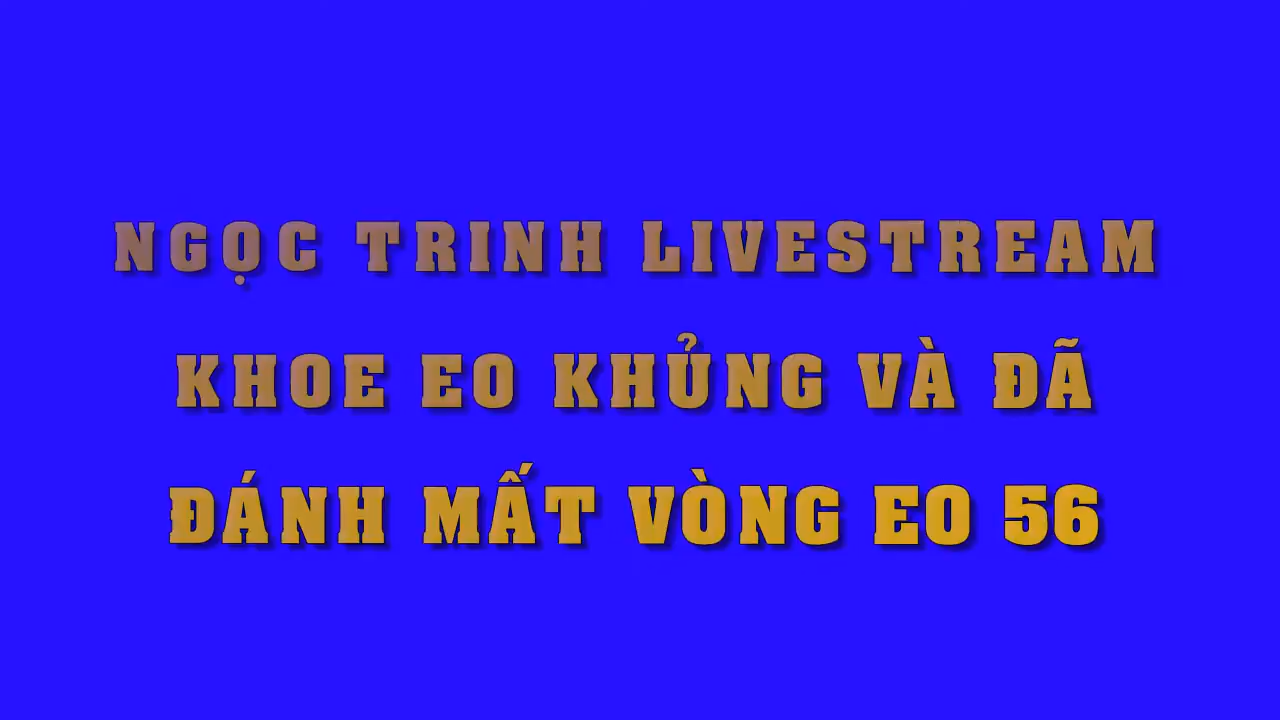 NGỌC TRINH LIVESTREAM
KHOE EO KHỦNG VÀ ĐÃ
ĐÁNH MẤT VÒNG EO 56